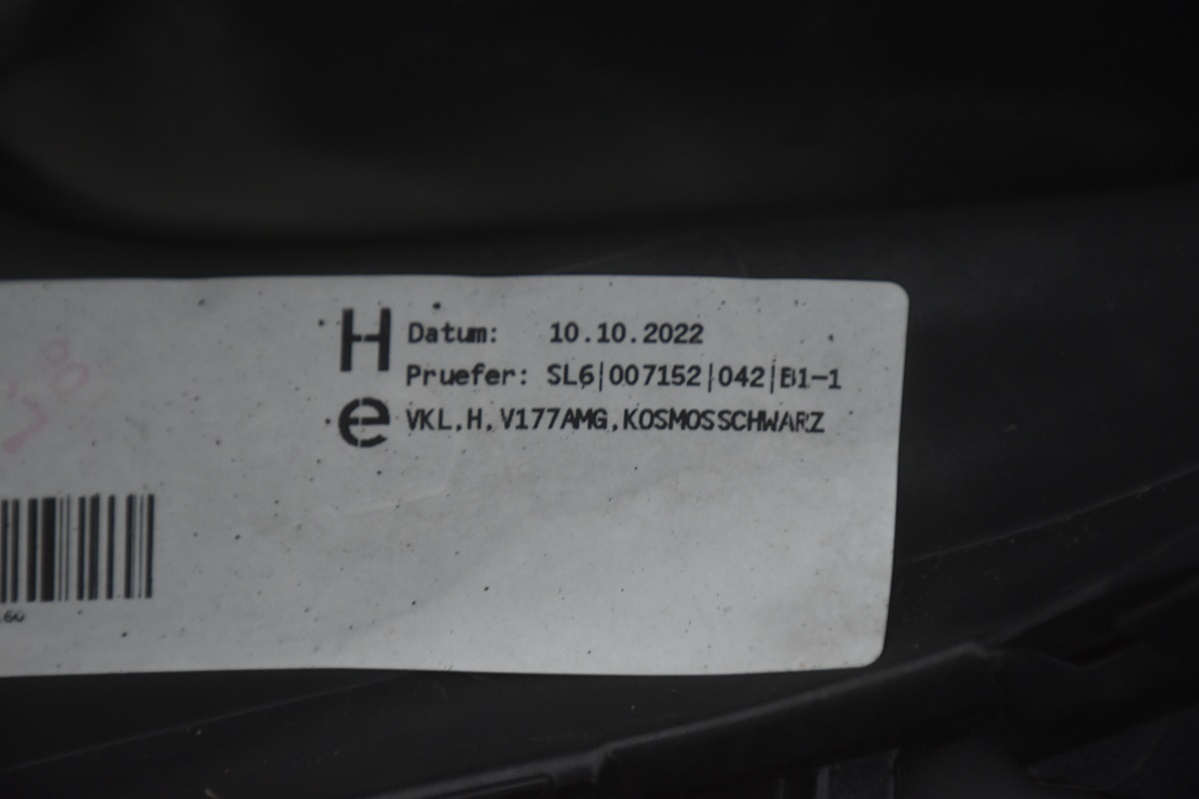 H Datum: 10.10.2022
Pruefer: SL6|007152|042|B1-1
e VKL.H. V177AMG.KOSMOSSCHWARZ